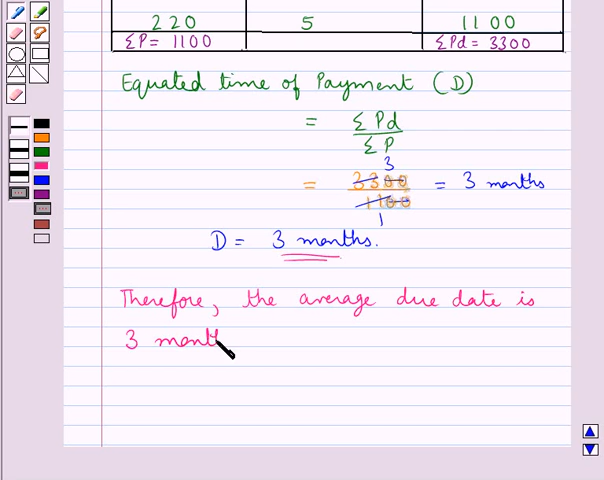 220 5 1100
ΣP = 1100 ΣPd = 3300
Equated time of Payment (D)
= ΣPd
ΣP
3
= 3300 = 3 months
1100
1
D = 3 months.
Therefore, the average due date is
3 month